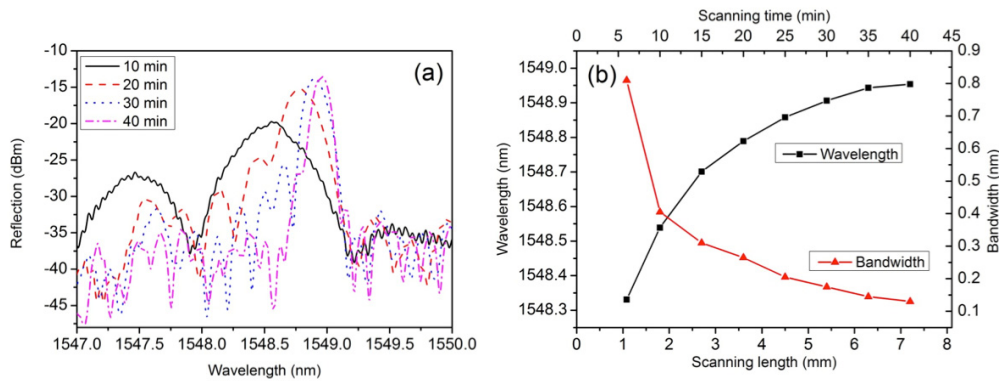 -10
-15
-20
-25
-30
-35
-40
-45
Reflection (dBm)
10 min
20 min
30 min
40 min
(a)
1547.0 1547.5 1548.0 1548.5 1549.0 1549.5 1550.0
Wavelength (nm)
Scanning time (min)
0 5 10 15 20 25 30 35 40 45
1549.0
1548.9
1548.8
1548.7
1548.6
1548.5
1548.4
1548.3
Wavelength (nm)
(b)
Wavelength
Bandwidth
0.9
0.8
0.7
0.6
0.5
0.4
0.3
0.2
0.1
Bandwidth (nm)
0 1 2 3 4 5 6 7 8
Scanning length (mm)